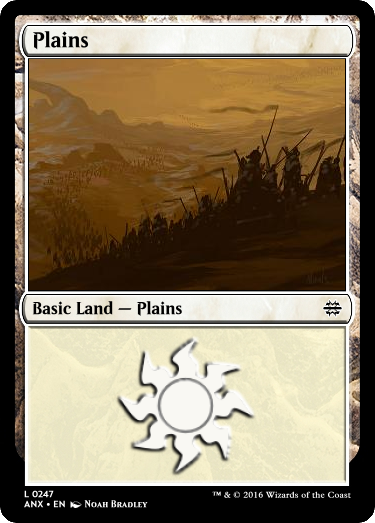 Plains
Basic Land — Plains
L 0247
ANX • EN Noah Bradley
™ & © 2016 Wizards of the Coast